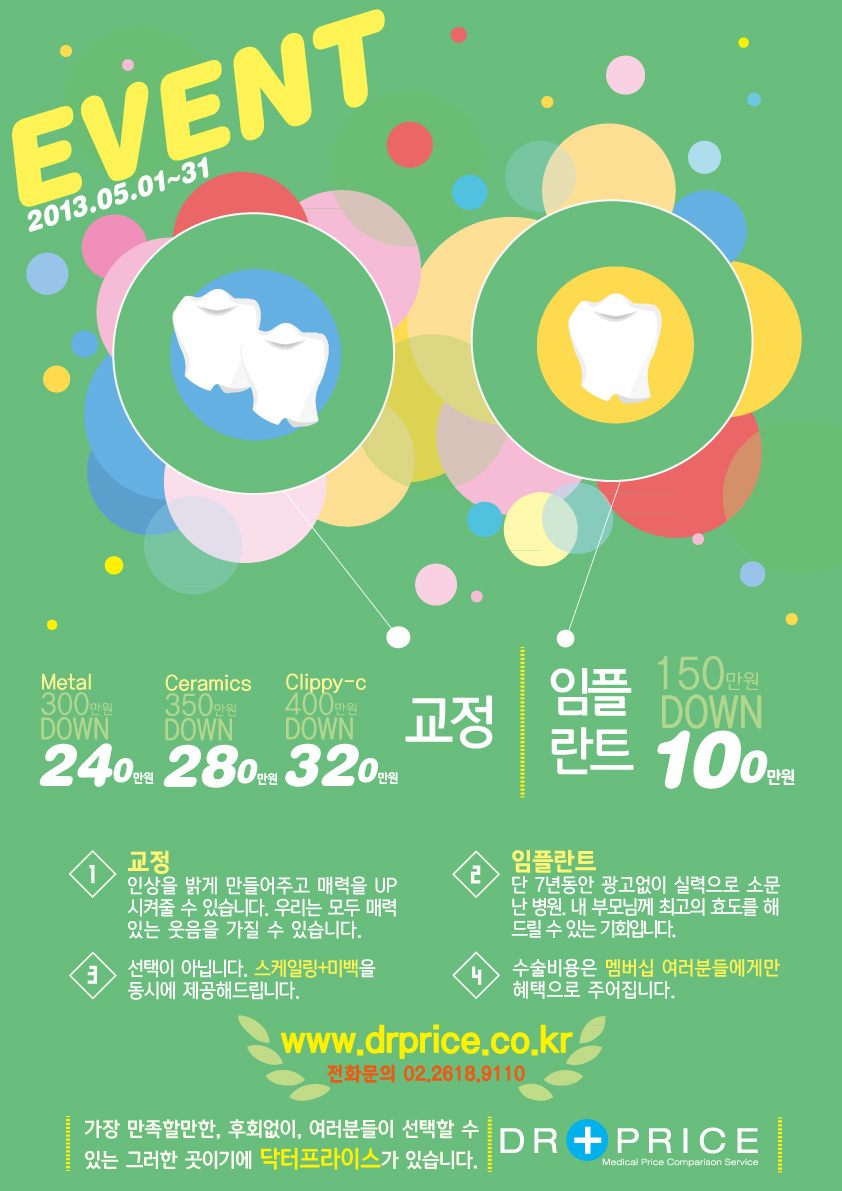 EVENT
2013.05.01~31
Metal
300만원
DOWN
240만원
Ceramics
350만원
DOWN
280만원
Clippy-c
400만원
DOWN
320만원
교정
임플
란트
150만원
DOWN
100만원
1
교정
인상을 밝게 만들어주고 매력을 UP
시켜줄 수 있습니다. 우리는 모두 매력
있는 웃음을 가질 수 있습니다.
2
임플란트
단 7년동안 광고없이 실력으로 소문
난 병원. 내 부모님께 최고의 효도를 해
드릴 수 있는 기회입니다.
3
선택이 아닙니다. 스케일링+미백을
동시에 제공해드립니다.
4
수술비용은 멤버십 여러분들에게만
혜택으로 주어집니다.
www.drprice.co.kr
전화문의 02.2618.9110
가장 만족할만한, 후회없이, 여러분들이 선택할 수
있는 그러한 곳이기에 닥터프라이스가 있습니다.
DR+PRICE
Medical Price Comparison Service